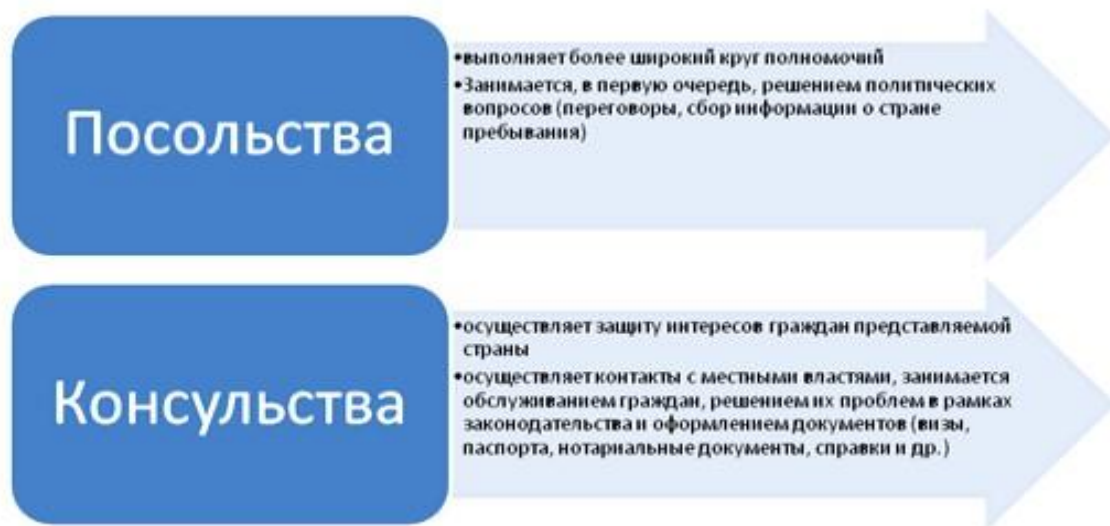 Посольства
•выполняет более широкий круг полномочий
•Занимается, в первую очередь, решением политических
вопросов (переговоры, сбор информации о стране
пребывания)
Консульства
•осуществляет защиту интересов граждан представляемой
страны
•осуществляет контакты с местными властями, занимается
обслуживанием граждан, решением их проблем в рамках
законодательства и оформлением документов (визы,
паспорта, нотариальные документы, справки и др.)